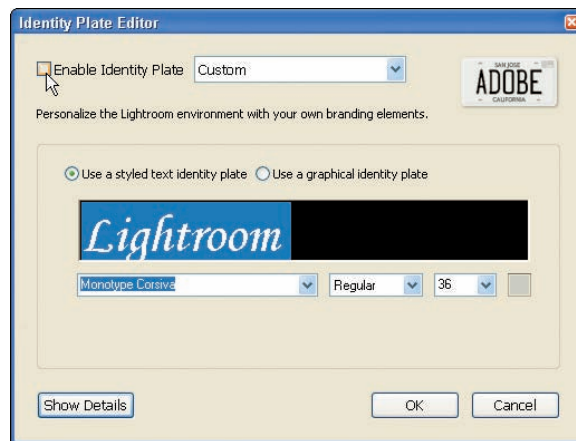 Identity Plate Editor
Enable Identity Plate Custom
SAN JOSE
ADOBE
CALIFORNIA
Personalize the Lightroom environment with your own branding elements.
Use a styled text identity plate Use a graphical identity plate
Lightroom
Monotype Corsiva Regular 36
Show Details OK Cancel